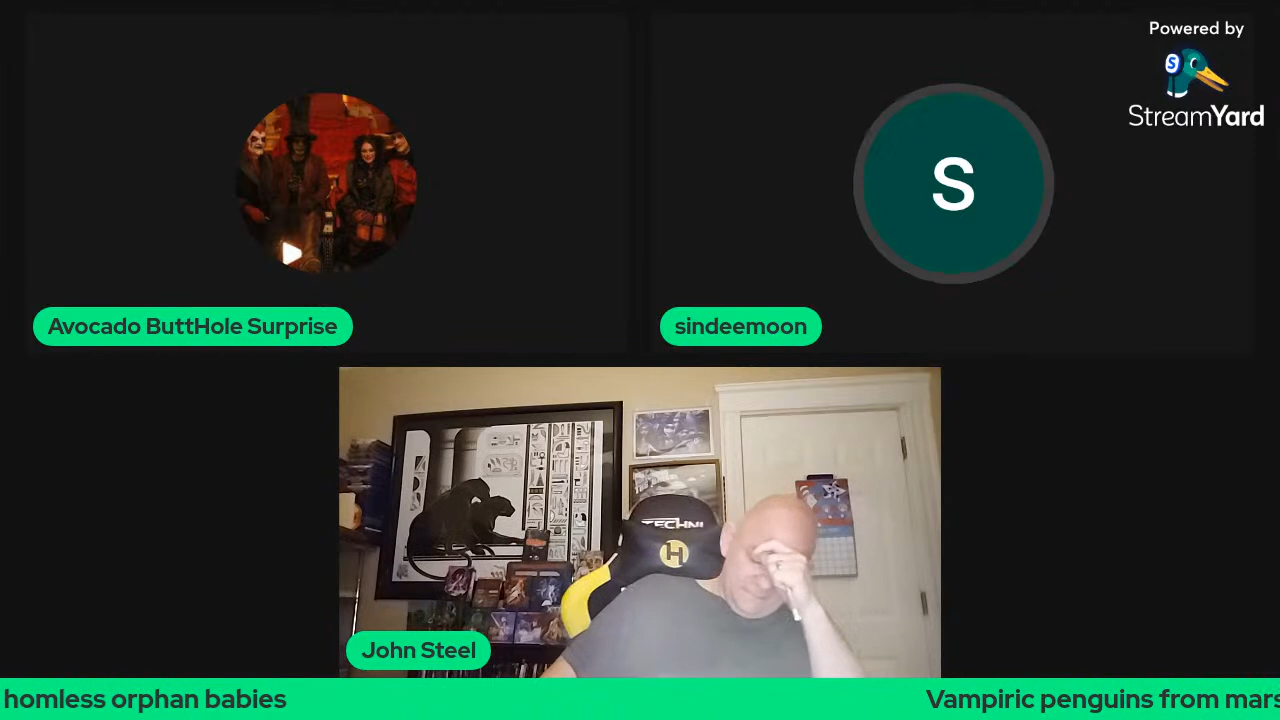 Powered by
StreamYard
S
S
Avocado ButtHole Surprise
sindeemoon
TECHNI
H
John Steel
homless orphan babies
Vampiric penguins from mars